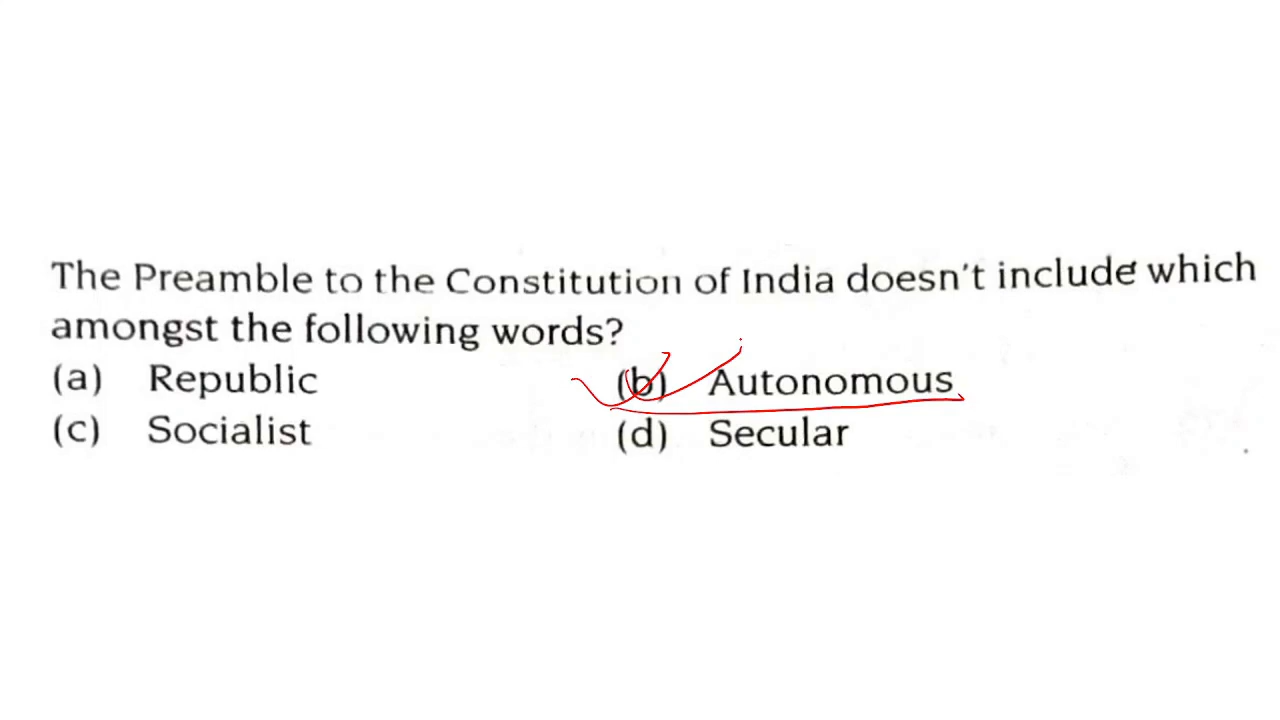 The Preamble to the Constitution of India doesn't include which
amongst the following words?
(a) Republic (b) Autonomous
(c) Socialist (d) Secular